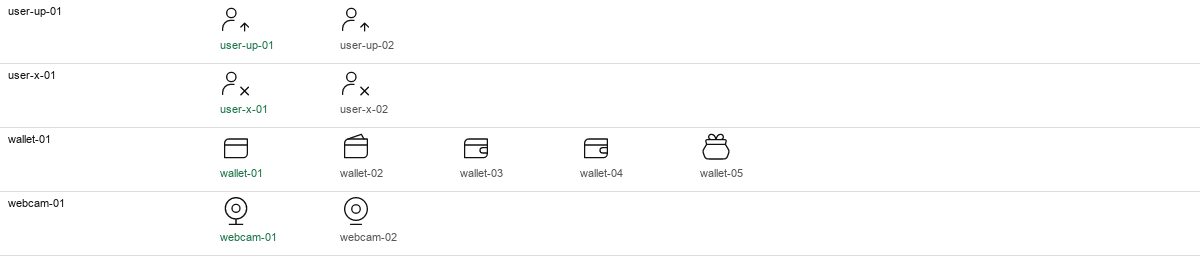 user-up-01
user-up-01 user-up-02
user-x-01
user-x-01 user-x-02
wallet-01
wallet-01 wallet-02 wallet-03 wallet-04 wallet-05
webcam-01
webcam-01 webcam-02